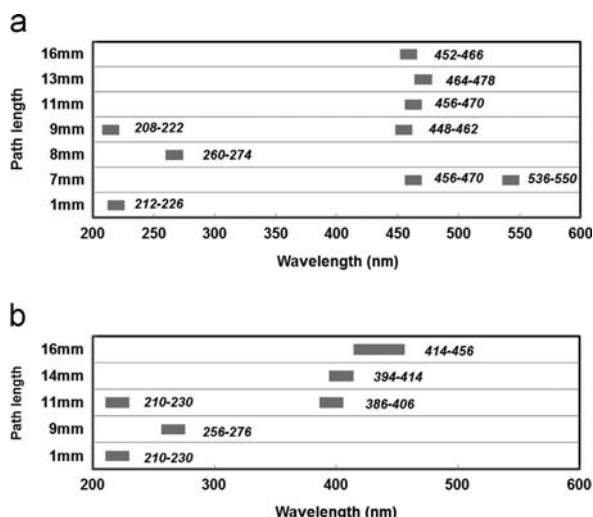 a
16mm 452-466
13mm 464-478
11mm 456-470
9mm 208-222 448-462
8mm 260-274
7mm 456-470 536-550
1mm 212-226
Path length
200 250 300 350 400 450 500 550 600
Wavelength (nm)
b
16mm 414-456
14mm 394-414
11mm 210-230 386-406
9mm 256-276
1mm 210-230
Path length
200 300 400 500 600
Wavelength (nm)